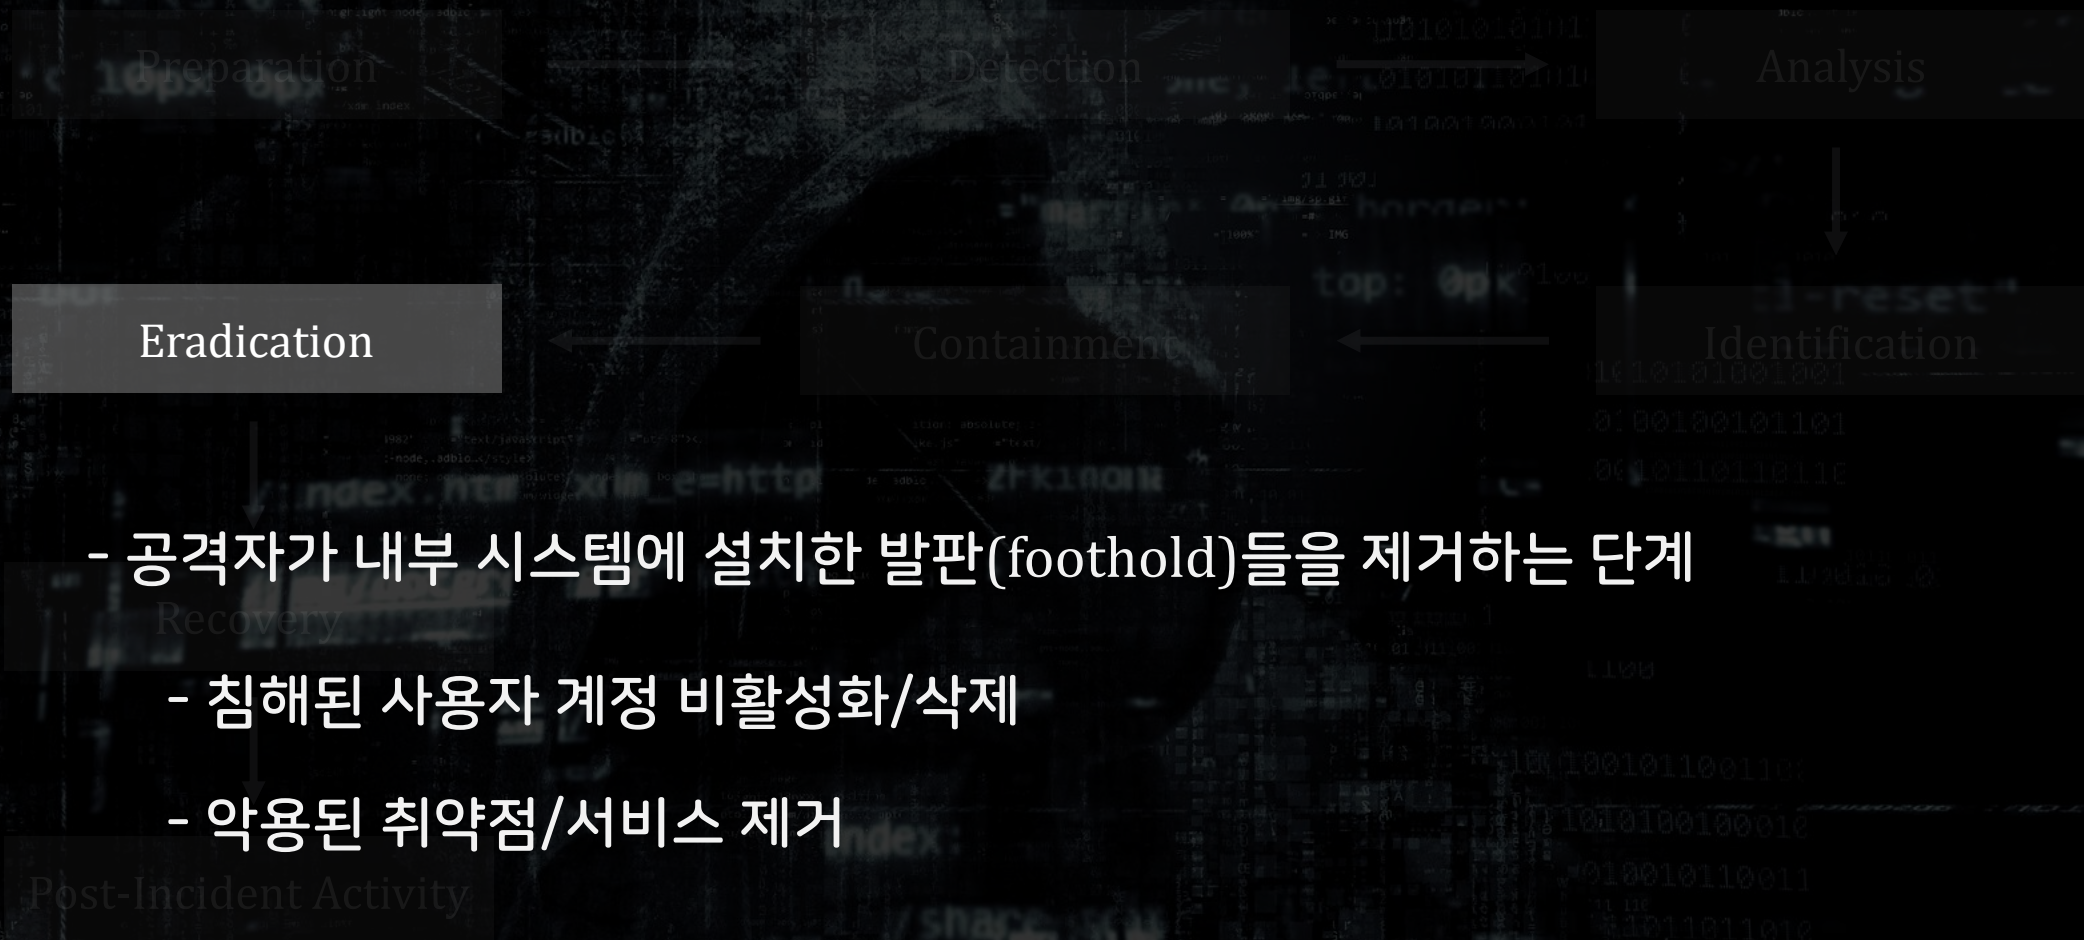 Preparation
Detection
Analysis
Eradication
Containment
Identification
- 공격자가 내부 시스템에 설치한 발판(foothold)들을 제거하는 단계
Recovery
- 침해된 사용자 계정 비활성화/삭제
- 악용된 취약점/서비스 제거
Post-Incident Activity